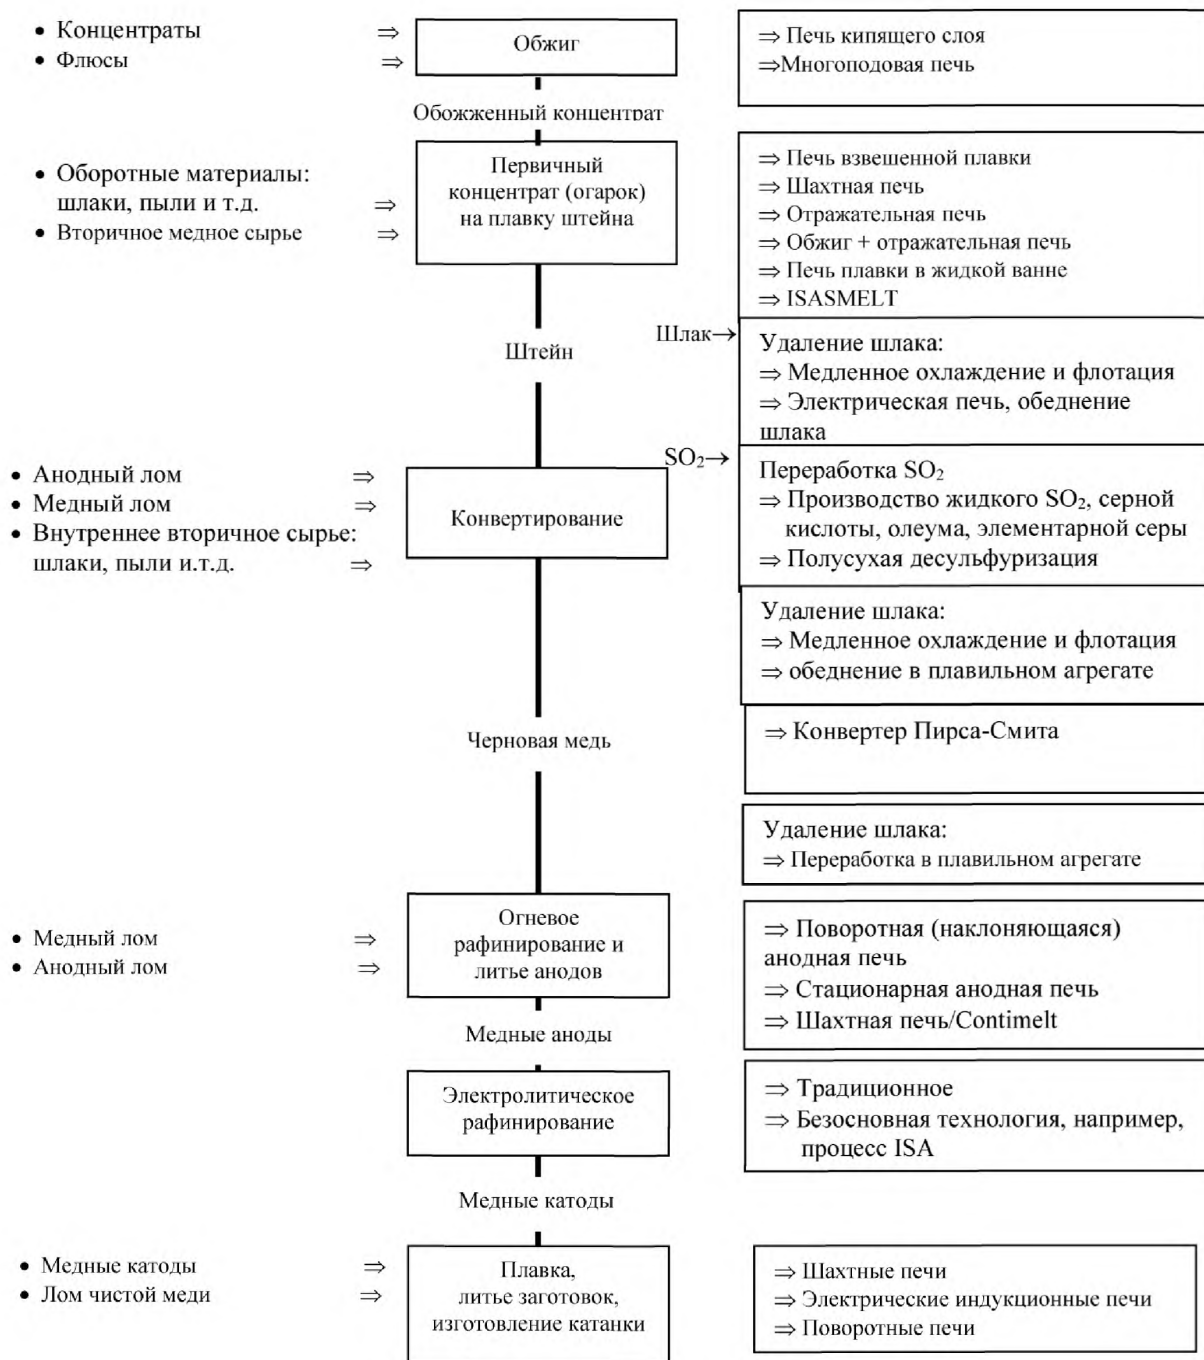 • Концентраты ⇒
• Флюсы ⇒
Обжиг
⇒ Печь кипящего слоя
⇒Многоподовая печь
Обожженный концентрат
• Оборотные материалы:
шлаки, пыли и т.д. ⇒
• Вторичное медное сырье ⇒
Первичный
концентрат (огарок)
на плавку штейна
⇒ Печь взвешенной плавки
⇒ Шахтная печь
⇒ Отражательная печь
⇒ Обжиг + отражательная печь
⇒ Печь плавки в жидкой ванне
⇒ ISASMELT
Штейн
Шлак→
Удаление шлака:
⇒ Медленное охлаждение и флотация
⇒ Электрическая печь, обеднение
шлака
• Анодный лом ⇒
• Медный лом ⇒
• Внутреннее вторичное сырье:
шлаки, пыли и.т.д. ⇒
Конвертирование
SO₂→
Переработка SO₂
⇒ Производство жидкого SO₂, серной
кислоты, олеума, элементарной серы
⇒ Полусухая десульфуризация
Удаление шлака:
⇒ Медленное охлаждение и флотация
⇒ обеднение в плавильном агрегате
Черновая медь
⇒ Конвертер Пирса-Смита
Удаление шлака:
⇒ Переработка в плавильном агрегате
• Медный лом ⇒
• Анодный лом ⇒
Огневое
рафинирование и
литье анодов
⇒ Поворотная (наклоняющаяся)
анодная печь
⇒ Стационарная анодная печь
⇒ Шахтная печь/Contimelt
Медные аноды
Электролитическое
рафинирование
⇒ Традиционное
⇒ Безосновная технология, например,
процесс ISA
Медные катоды
• Медные катоды ⇒
• Лом чистой меди ⇒
Плавка,
литье заготовок,
изготовление катанки
⇒ Шахтные печи
⇒ Электрические индукционные печи
⇒ Поворотные печи